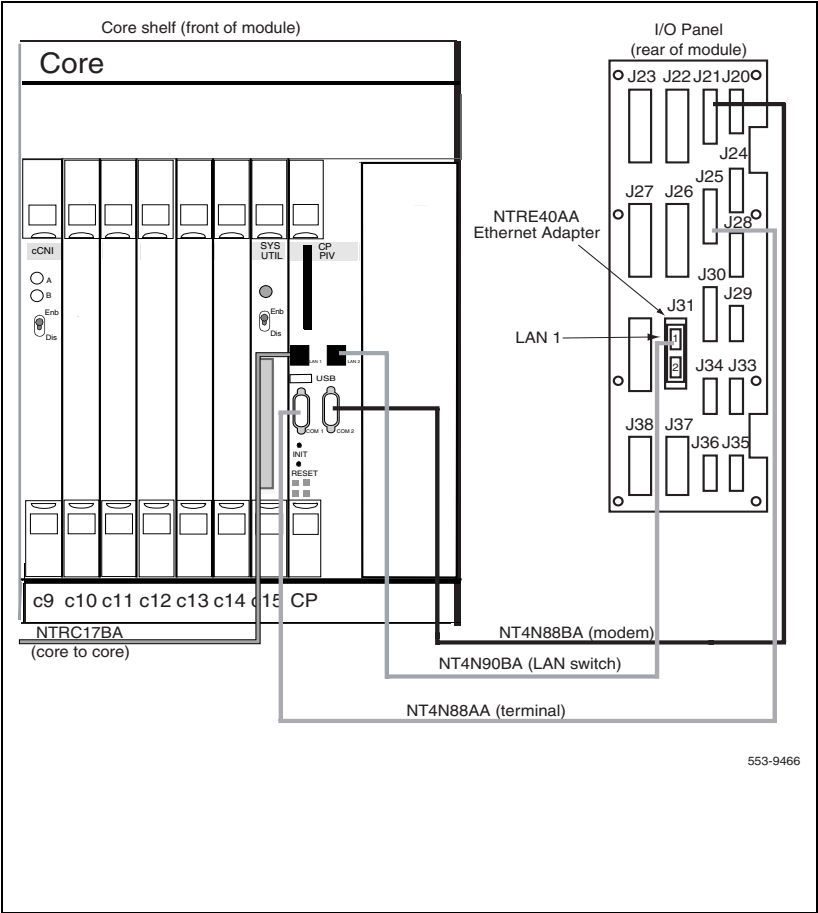 Core shelf (front of module)
I/O Panel
(rear of module)
Core
J23 J22 J21 J20
J24
J25
J27 J26
J28
NTRE40AA
Ethernet Adapter
cCNI
SYS
UTIL
CP
PIV
A
B
Enb
Dis
Enb
Dis
J30
J29
J31
LAN 1
1
2
LAN 1
LAN 2
USB
J34 J33
COM 1
COM 2
J38 J37
J36 J35
INIT
RESET
c9 c10 c11 c12 c13 c14 c15 CP
NTRC17BA
(core to core)
NT4N88BA (modem)
NT4N90BA (LAN switch)
NT4N88AA (terminal)
553-9466